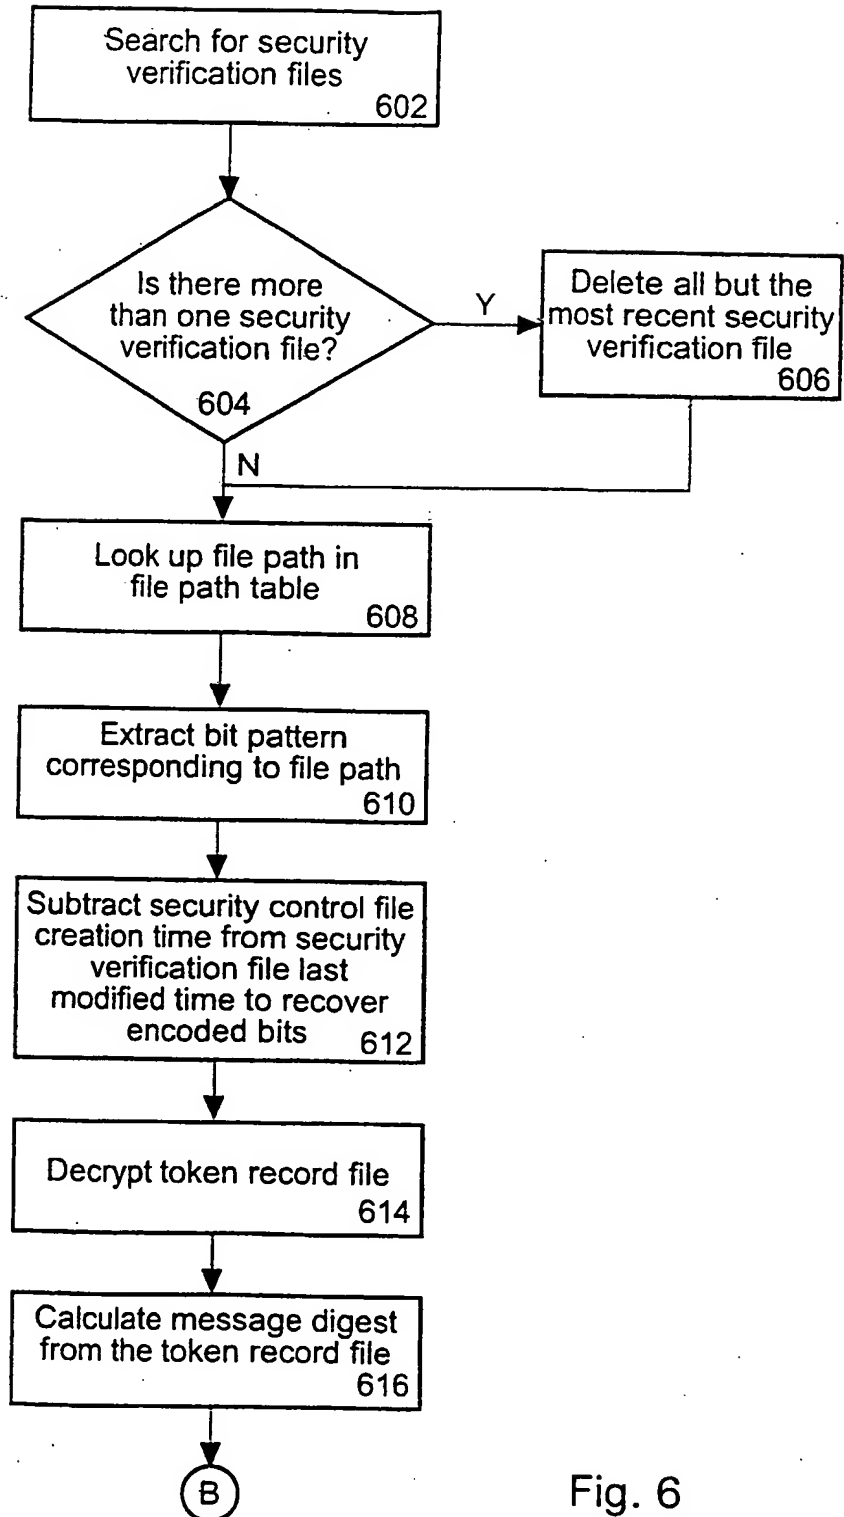 Search for security
verification files
602
Is there more
than one security
verification file?
604
Y
Delete all but the
most recent security
verification file
606
N
Look up file path in
file path table
608
Extract bit pattern
corresponding to file path
610
Subtract security control file
creation time from security
verification file last
modified time to recover
encoded bits
612
Decrypt token record file
614
Calculate message digest
from the token record file
616
B
Fig. 6